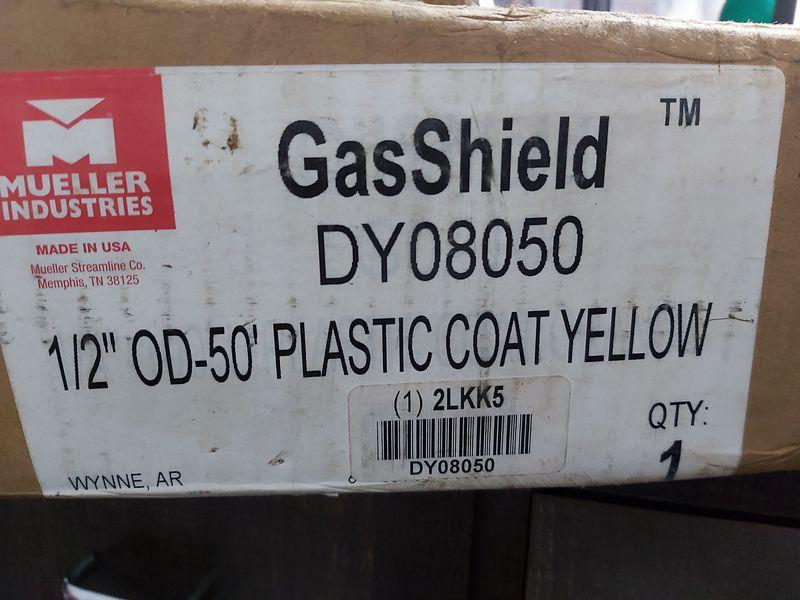 MUELLER
INDUSTRIES
MADE IN USA
Mueller Streamline Co.
Memphis, TN 38125
GasShield
TM
DY08050
1/2" OD-50' PLASTIC COAT YELLOW
(1) 2LKK5
DY08050
QTY:
1
WYNNE, AR